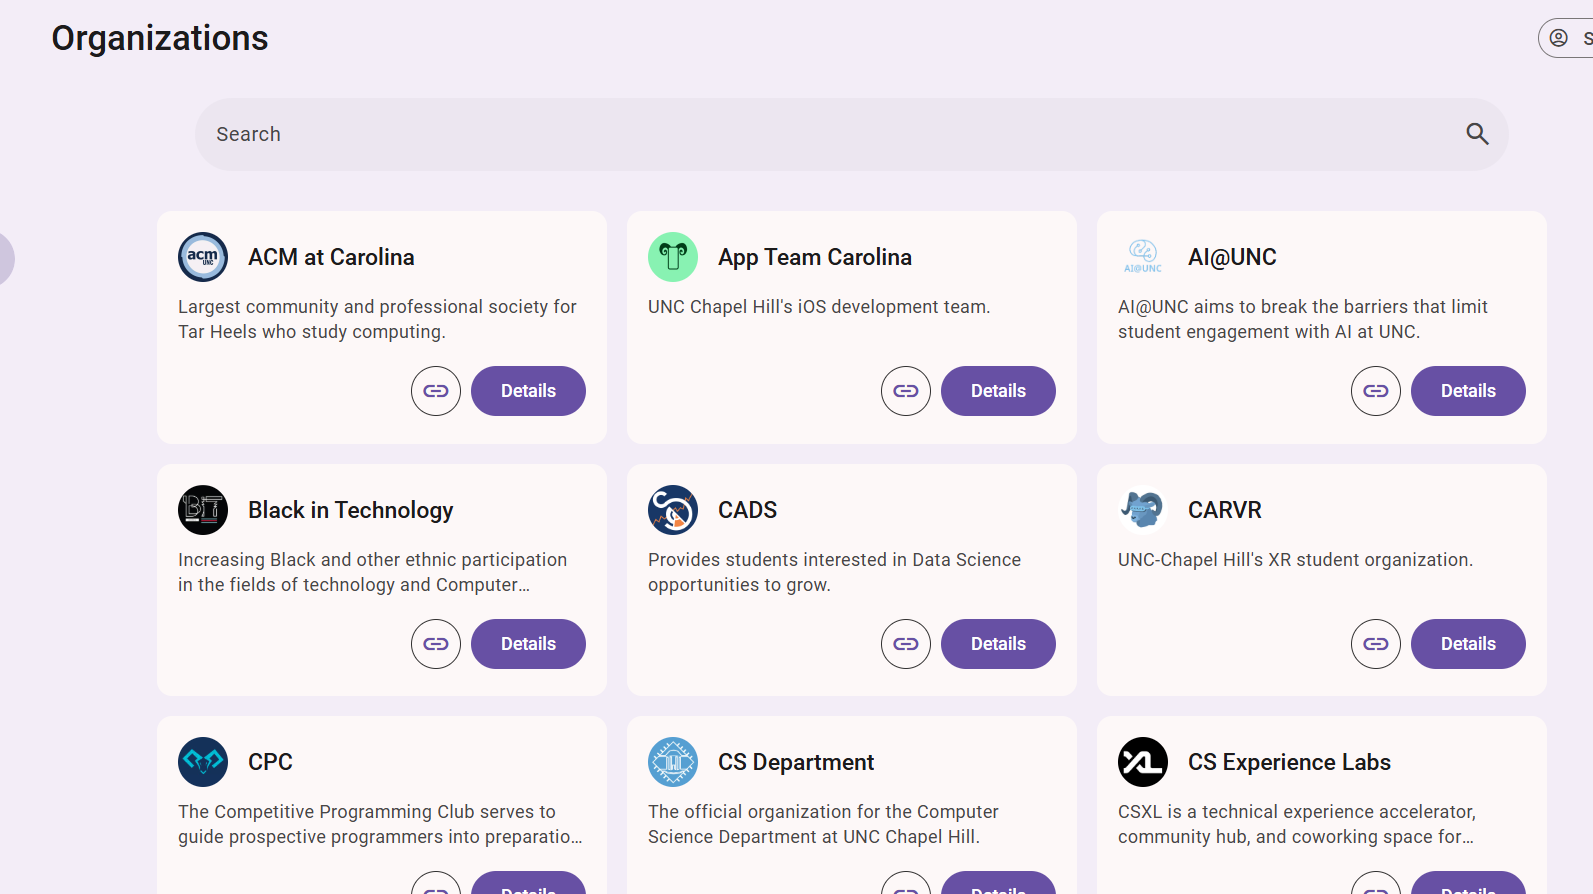 Organizations
S
Search
acm
UNC
ACM at Carolina
Largest community and professional society for
Tar Heels who study computing.
Details
App Team Carolina
UNC Chapel Hill's iOS development team.
Details
AI@UNC
AI@UNC
AI@UNC aims to break the barriers that limit
student engagement with AI at UNC.
Details
Black in Technology
Increasing Black and other ethnic participation
in the fields of technology and Computer…
Details
CADS
Provides students interested in Data Science
opportunities to grow.
Details
CARVR
UNC-Chapel Hill's XR student organization.
Details
CPC
The Competitive Programming Club serves to
guide prospective programmers into preparatio…
Details
CS Department
The official organization for the Computer
Science Department at UNC Chapel Hill.
Details
XL
CS Experience Labs
CSXL is a technical experience accelerator,
community hub, and coworking space for…
Details